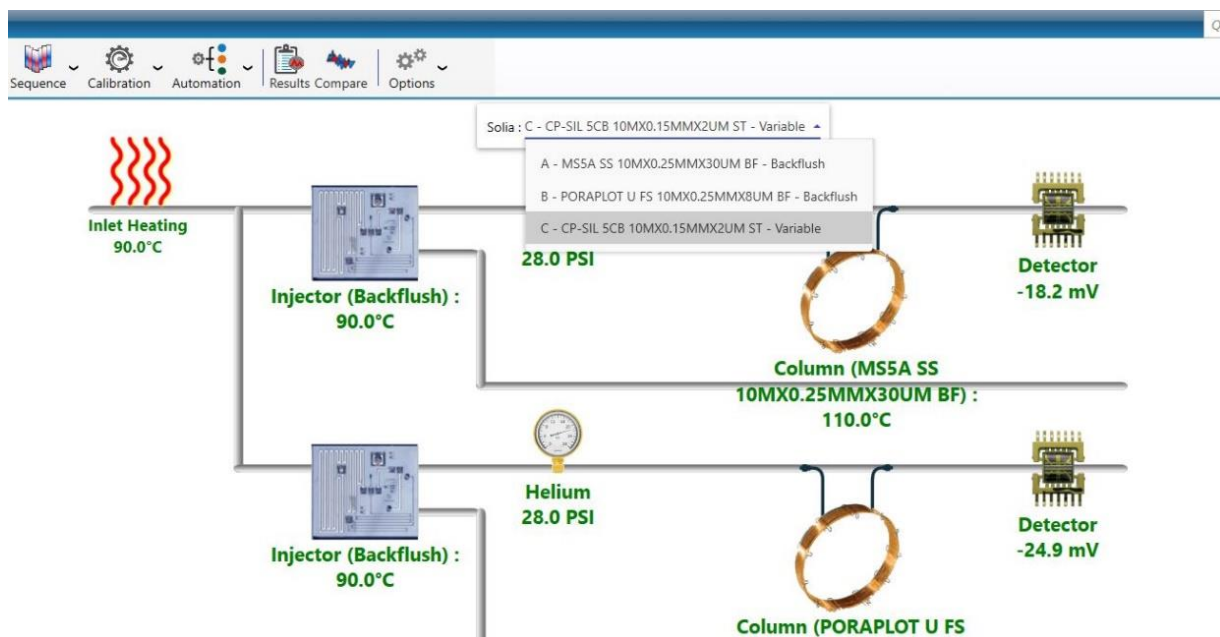 Q
Sequence
Calibration
Automation
Results
Compare
Options
Solia : C - CP-SIL 5CB 10MX0.15MMX2UM ST - Variable
A - MS5A SS 10MX0.25MMX30UM BF - Backflush
B - PORAPLOT U FS 10MX0.25MMX8UM BF - Backflush
C - CP-SIL 5CB 10MX0.15MMX2UM ST - Variable
Inlet Heating
90.0°C
Injector (Backflush) :
90.0°C
28.0 PSI
Column (MS5A SS
10MX0.25MMX30UM BF) :
110.0°C
Detector
-18.2 mV
Injector (Backflush) :
90.0°C
Helium
28.0 PSI
Column (PORAPLOT U FS
Detector
-24.9 mV